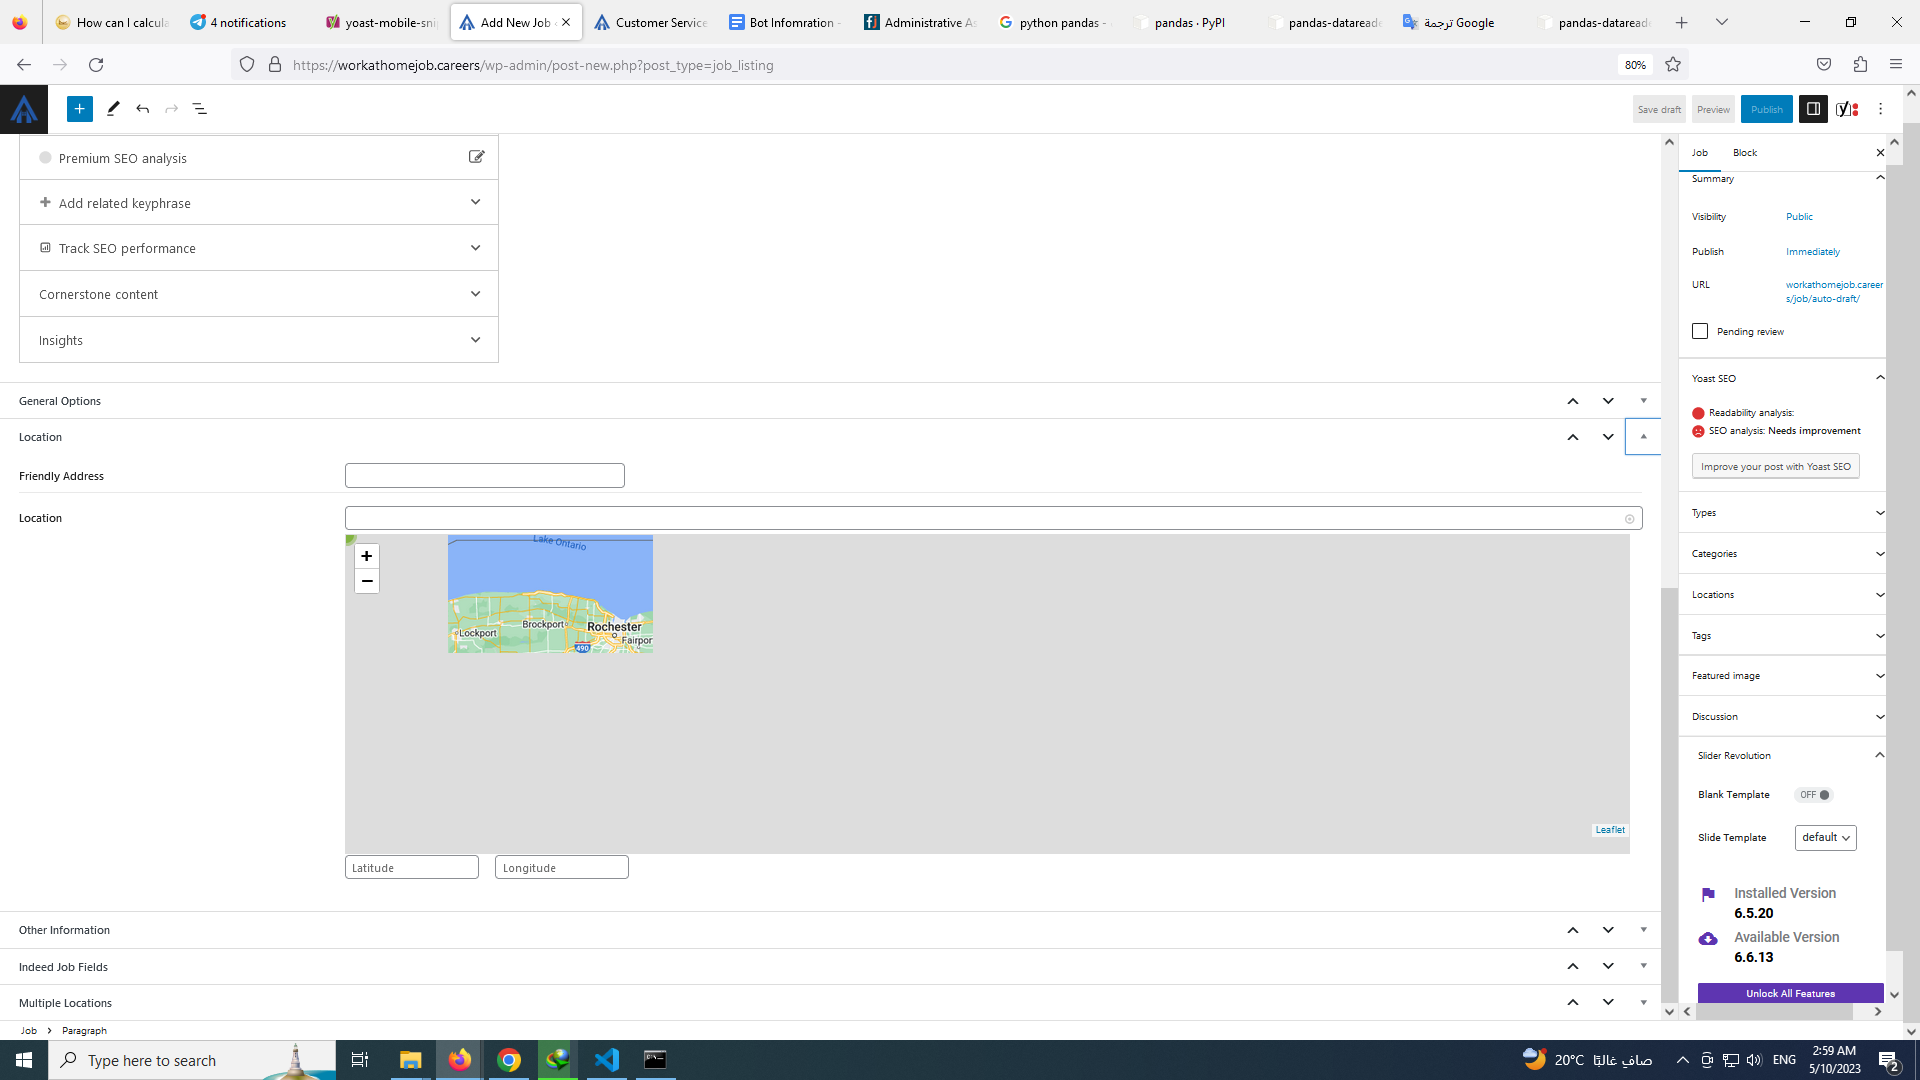 How can I calcula
4 notifications
yoast-mobile-snip
Add New Job
Customer Service
Bot Infomration -
Administrative As
python pandas -
pandas · PyPI
pandas-datareade
ترجمة Google
pandas-datareade
https://workathomejob.careers/wp-admin/post-new.php?post_type=job_listing
80%
Save draft
Preview
Publish
Premium SEO analysis
Add related keyphrase
Track SEO performance
Cornerstone content
Insights
General Options
Location
Friendly Address
Location
+
−
Lake Ontario
Lockport
Brockport
Rochester
Fairpor
490
Leaflet
Latitude
Longitude
Other Information
Indeed Job Fields
Multiple Locations
Job
Paragraph
Job
Block
Summary
Visibility
Public
Publish
Immediately
URL
workathomejob.career
s/job/auto-draft/
Pending review
Yoast SEO
Readability analysis:
SEO analysis: Needs improvement
Improve your post with Yoast SEO
Types
Categories
Locations
Tags
Featured image
Discussion
Slider Revolution
Blank Template
OFF
Slide Template
default
Installed Version
6.5.20
Available Version
6.6.13
Unlock All Features
Type here to search
20°C صافٍ غالبًا
ENG
2:59 AM
5/10/2023
2